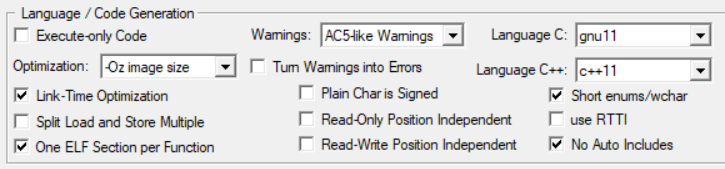 Language / Code Generation
Execute-only Code Warnings: AC5-like Warnings Language C: gnu11
Optimization: -Oz image size Turn Warnings into Errors Language C++: c++11
Link-Time Optimization Plain Char is Signed Short enums/wchar
Split Load and Store Multiple Read-Only Position Independent use RTTI
One ELF Section per Function Read-Write Position Independent No Auto Includes